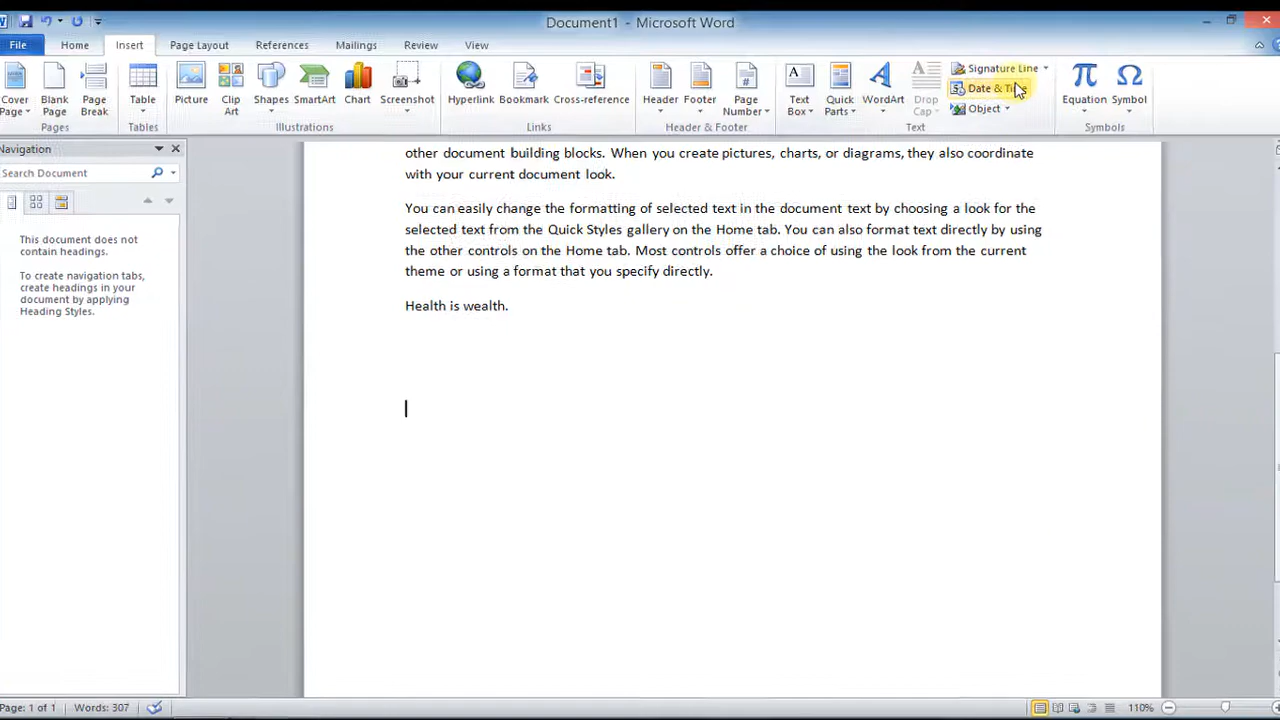 Document1 - Microsoft Word
File Home Insert Page Layout References Mailings Review View
Cover Page Blank Page Page Break Table Picture Clip Art Shapes SmartArt Chart Screenshot Hyperlink Bookmark Cross-reference Header Footer Page Number Text Box Quick Parts WordArt Drop Cap Signature Line Equation Symbol
Date & Time
Object
Pages Tables Illustrations Links Header & Footer Text Symbols
Navigation
Search Document
This document does not
contain headings.
To create navigation tabs,
create headings in your
document by applying
Heading Styles.
other document building blocks. When you create pictures, charts, or diagrams, they also coordinate
with your current document look.
You can easily change the formatting of selected text in the document text by choosing a look for the
selected text from the Quick Styles gallery on the Home tab. You can also format text directly by using
the other controls on the Home tab. Most controls offer a choice of using the look from the current
theme or using a format that you specify directly.
Health is wealth.
Page: 1 of 1 Words: 307 110%